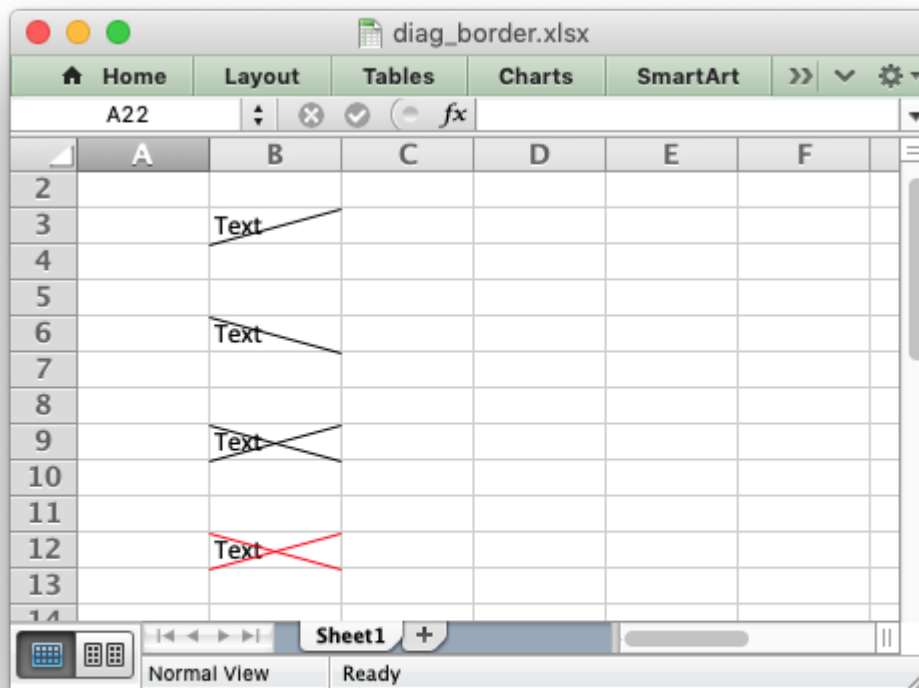 diag_border.xlsx
Home Layout Tables Charts SmartArt
A22 fx
A B C D E F
2
3 Text
4
5
6 Text
7
8
9 Text
10
11
12 Text
13
14
Sheet1 +
Normal View Ready